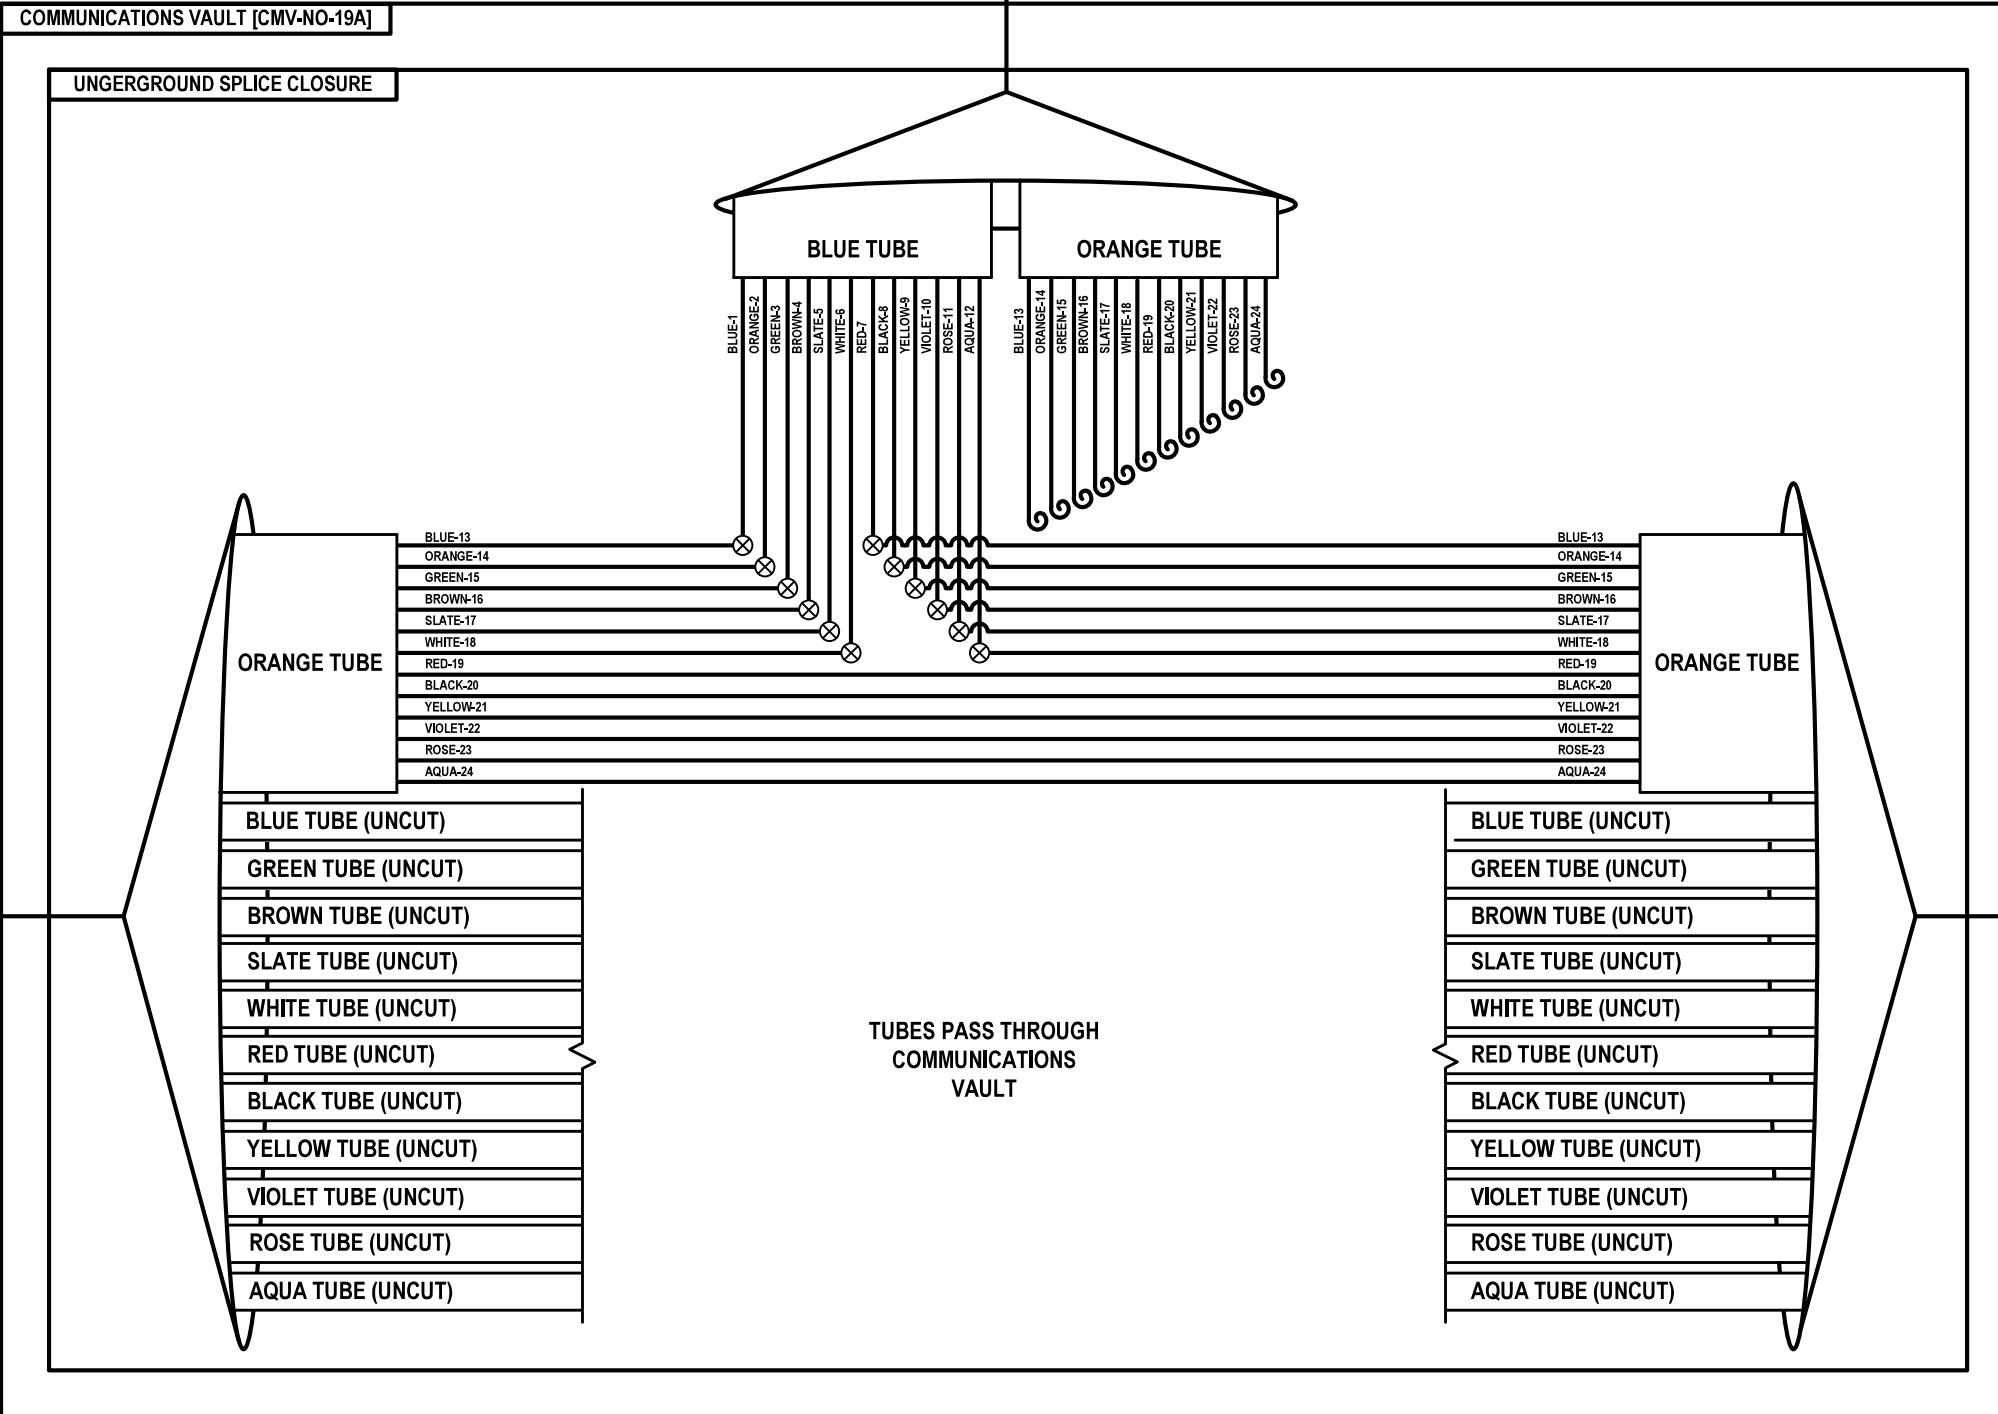 COMMUNICATIONS VAULT [CMV-NO-19A]
UNGERGROUND SPLICE CLOSURE
BLUE TUBE
ORANGE TUBE
BLUE-1
ORANGE-2
GREEN-3
BROWN-4
SLATE-5
WHITE-6
RED-7
BLACK-8
YELLOW-9
VIOLET-10
ROSE-11
AQUA-12
BLUE-13
ORANGE-14
GREEN-15
BROWN-16
SLATE-17
WHITE-18
RED-19
BLACK-20
YELLOW-21
VIOLET-22
ROSE-23
AQUA-24
ORANGE TUBE
BLUE-13
ORANGE-14
GREEN-15
BROWN-16
SLATE-17
WHITE-18
RED-19
BLACK-20
YELLOW-21
VIOLET-22
ROSE-23
AQUA-24
BLUE-13
ORANGE-14
GREEN-15
BROWN-16
SLATE-17
WHITE-18
RED-19
BLACK-20
YELLOW-21
VIOLET-22
ROSE-23
AQUA-24
ORANGE TUBE
BLUE TUBE (UNCUT)
GREEN TUBE (UNCUT)
BROWN TUBE (UNCUT)
SLATE TUBE (UNCUT)
WHITE TUBE (UNCUT)
RED TUBE (UNCUT)
BLACK TUBE (UNCUT)
YELLOW TUBE (UNCUT)
VIOLET TUBE (UNCUT)
ROSE TUBE (UNCUT)
AQUA TUBE (UNCUT)
TUBES PASS THROUGH
COMMUNICATIONS
VAULT
BLUE TUBE (UNCUT)
GREEN TUBE (UNCUT)
BROWN TUBE (UNCUT)
SLATE TUBE (UNCUT)
WHITE TUBE (UNCUT)
RED TUBE (UNCUT)
BLACK TUBE (UNCUT)
YELLOW TUBE (UNCUT)
VIOLET TUBE (UNCUT)
ROSE TUBE (UNCUT)
AQUA TUBE (UNCUT)